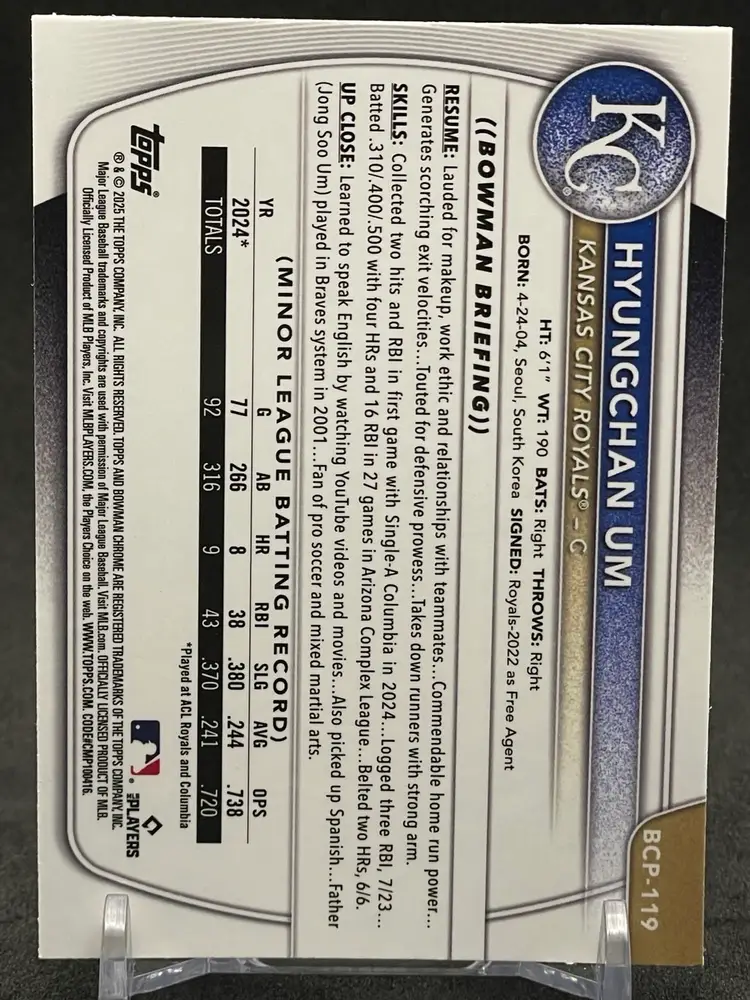 BCP-119
KC®
HYUNGCHAN UM
KANSAS CITY ROYALS® – C
HT: 6'1" WT: 190 BATS: Right THROWS: Right
BORN: 4-24-04, Seoul, South Korea SIGNED: Royals-2022 as Free Agent
((BOWMAN BRIEFING))
RESUME: Lauded for makeup, work ethic and relationships with teammates...Commendable home run power...
Generates scorching exit velocities...Touted for defensive prowess...Takes down runners with strong arm.
SKILLS: Collected two hits and RBI in first game with Single-A Columbia in 2024...Logged three RBI, 7/23...
Batted .310/.400/.500 with four HRs and 16 RBI in 27 games in Arizona Complex League...Belted two HRs, 6/6.
UP CLOSE: Learned to speak English by watching YouTube videos and movies...Also picked up Spanish...Father
(Jong Soo Um) played in Braves system in 2001...Fan of pro soccer and mixed martial arts.
(MINOR LEAGUE BATTING RECORD)
YR G AB HR RBI SLG AVG OPS
2024* 77 266 8 38 .380 .244 .738
TOTALS 92 316 9 43 .370 .241 .720
*Played at ACL Royals and Columbia
topps®
MLB PLAYERS
® & © 2025 THE TOPPS COMPANY, INC. ALL RIGHTS RESERVED. TOPPS AND BOWMAN CHROME ARE REGISTERED TRADEMARKS OF THE TOPPS COMPANY, INC.
Major League Baseball trademarks and copyrights are used with permission of Major League Baseball. Visit MLB.com. OFFICIALLY LICENSED PRODUCT OF MLB
Officially Licensed Product of MLB Players, Inc. Visit MLBPLAYERS.COM, the Players Choice on the web. WWW.TOPPS.COM. CODE#CMP100416.